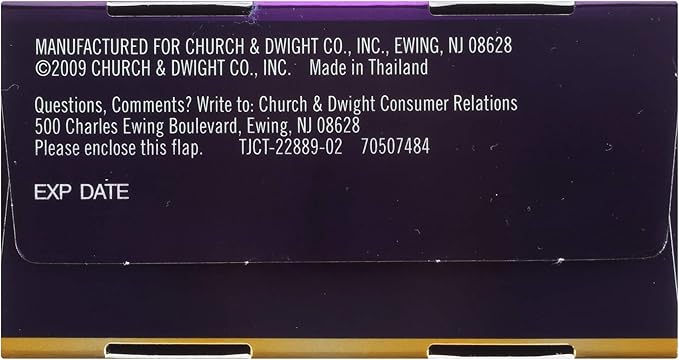 MANUFACTURED FOR CHURCH & DWIGHT CO., INC., EWING, NJ 08628
©2009 CHURCH & DWIGHT CO., INC. Made in Thailand
Questions, Comments? Write to: Church & Dwight Consumer Relations
500 Charles Ewing Boulevard, Ewing, NJ 08628
Please enclose this flap. TJCT-22889-02 70507484
EXP DATE